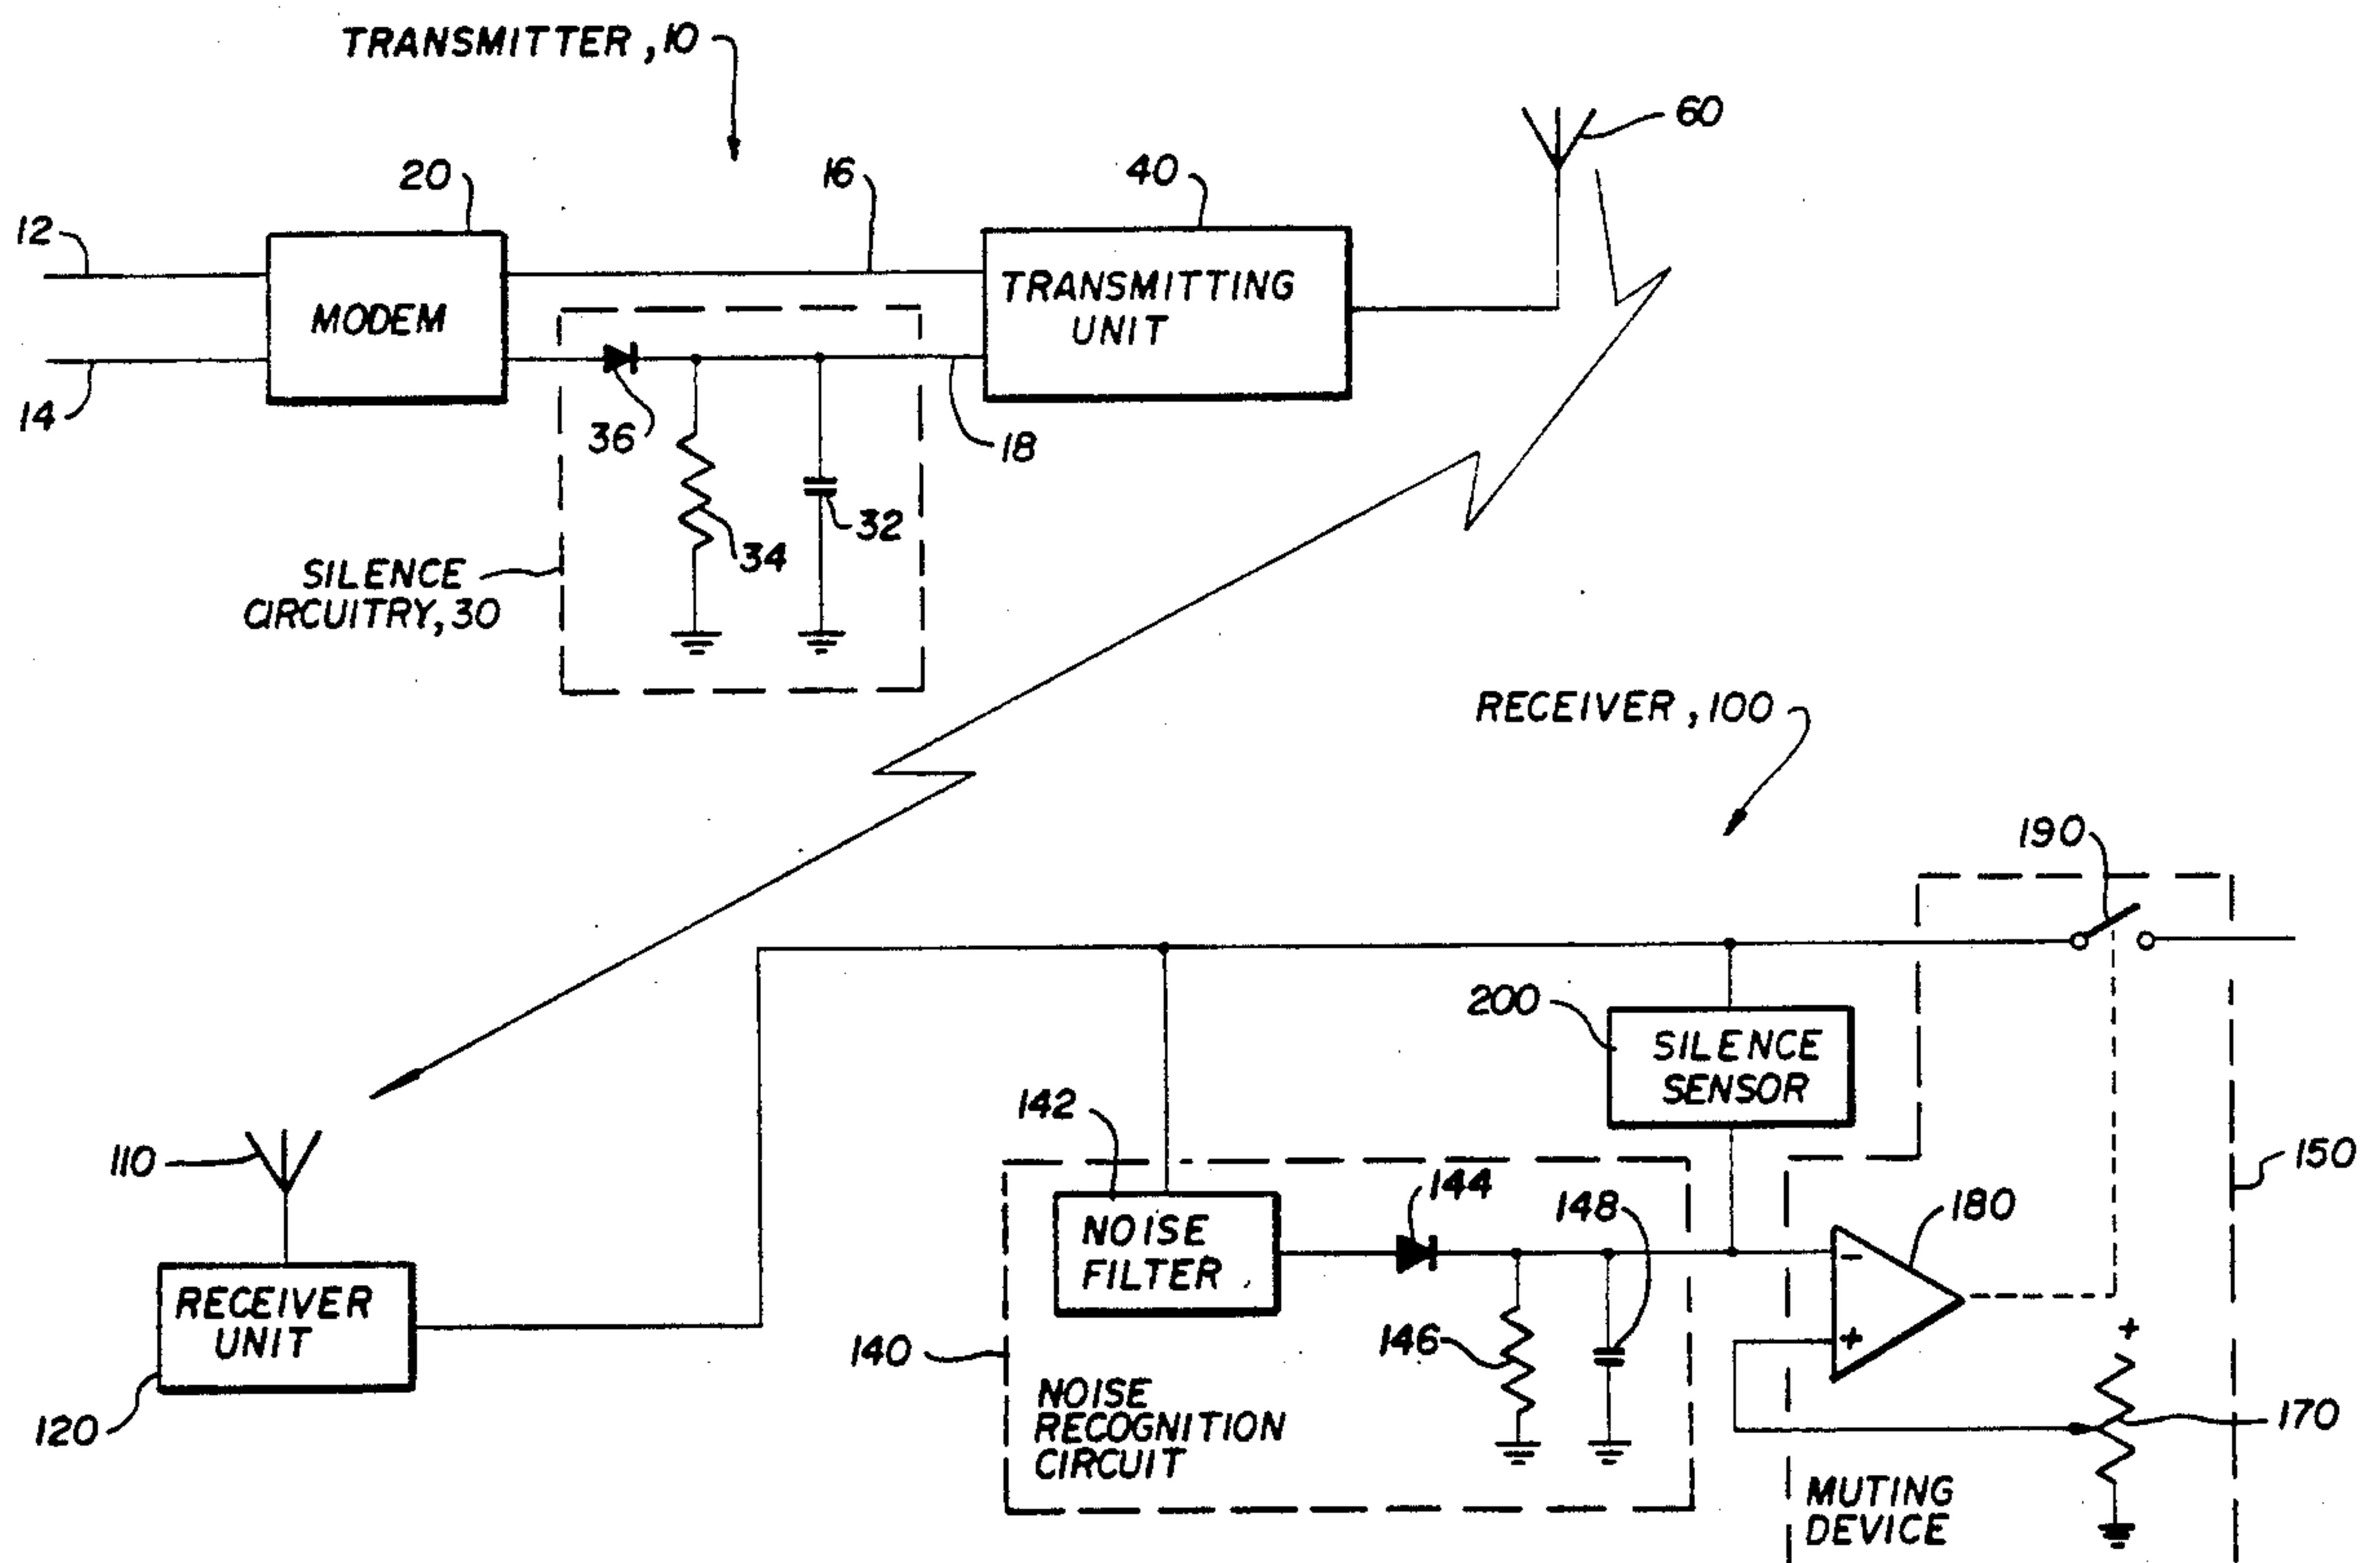 TRANSMITTER, 10
60
20
16
40
12
MODEM
TRANSMITTING
UNIT
14
36
18
32
34
SILENCE
CIRCUITRY, 30
RECEIVER, 100
190
200
SILENCE
SENSOR
142
110
150
144
148
180
NOISE
FILTER
-
RECEIVER
UNIT
146
+
+
140
120
NOISE
RECOGNITION
CIRCUIT
170
MUTING
DEVICE